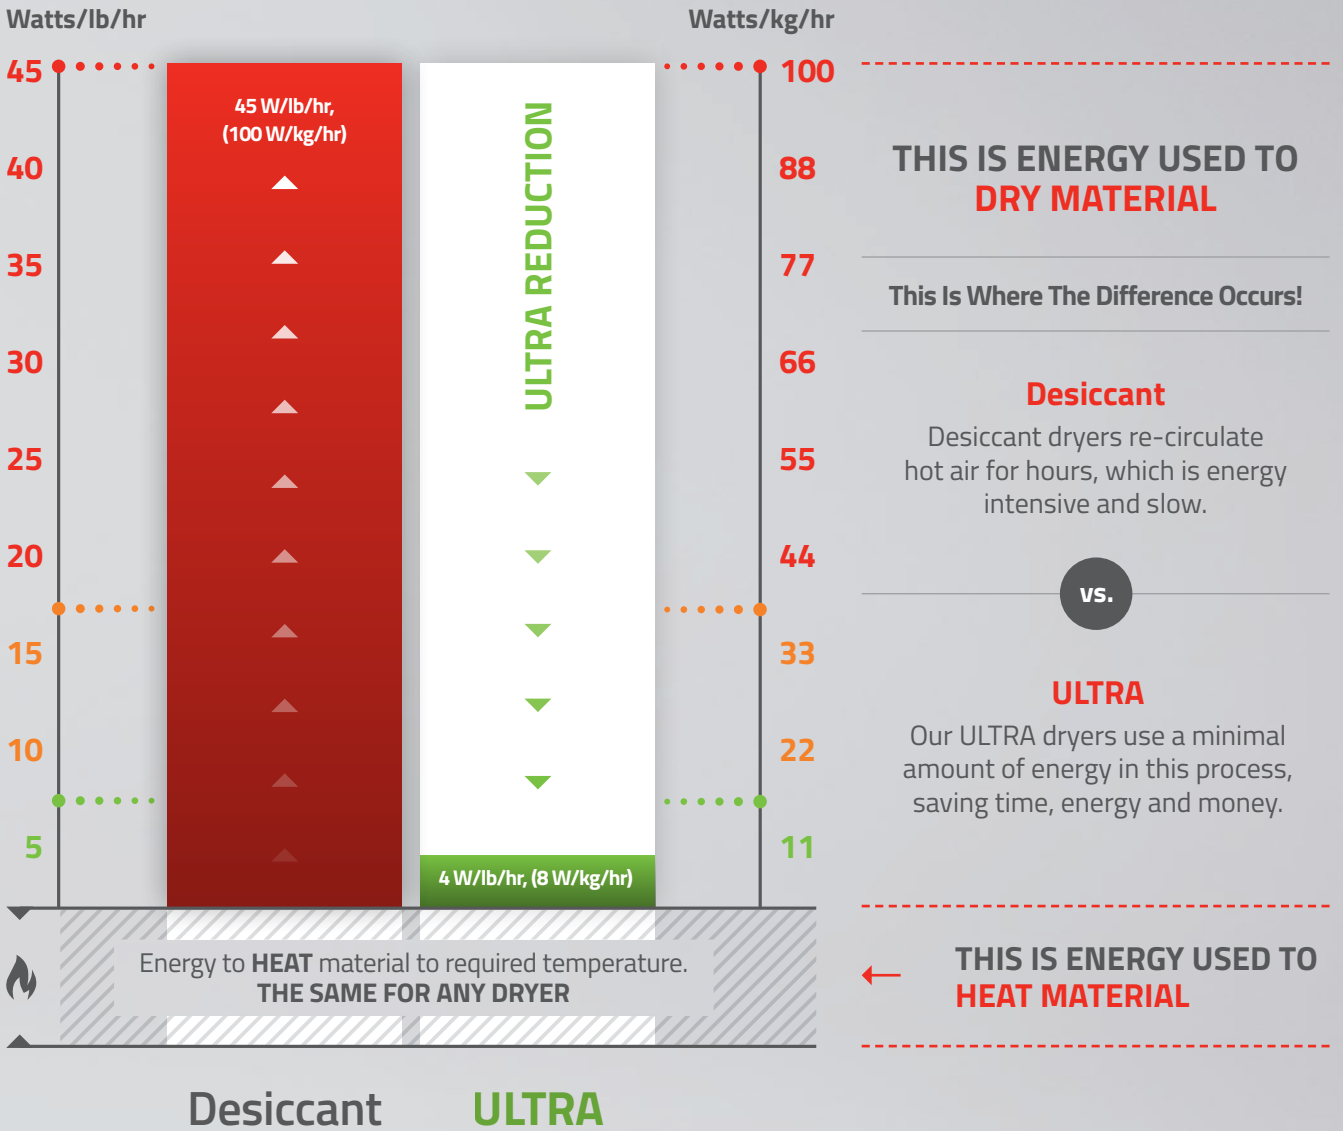 Watts/lb/hr
Watts/kg/hr
45
40
35
30
25
20
15
10
5
45 W/lb/hr,
(100 W/kg/hr)
ULTRA REDUCTION
4 W/lb/hr, (8 W/kg/hr)
100
88
77
66
55
44
33
22
11
THIS IS ENERGY USED TO
DRY MATERIAL
This Is Where The Difference Occurs!
Desiccant
Desiccant dryers re-circulate
hot air for hours, which is energy
intensive and slow.
vs.
ULTRA
Our ULTRA dryers use a minimal
amount of energy in this process,
saving time, energy and money.
Energy to HEAT material to required temperature.
THE SAME FOR ANY DRYER
THIS IS ENERGY USED TO
HEAT MATERIAL
Desiccant
ULTRA